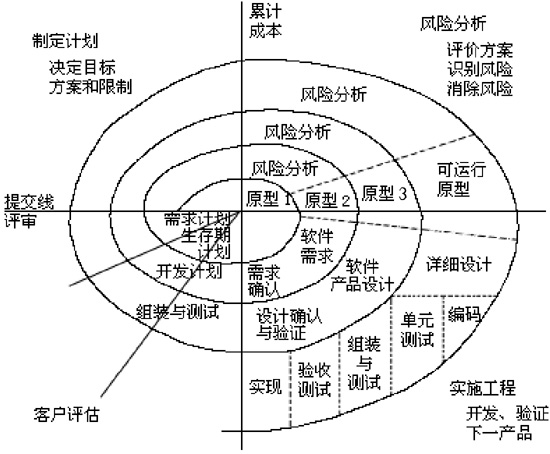 累计
成本
制定计划
决定目标
方案和限制
风险分析
评价方案
识别风险
消除风险
风险分析
风险分析
风险分析
可运行
原型
原型 1
原型 2
原型 3
提交线
评审
需求计划
生存期
计划
开发计划
组装与测试
软件
需求
需求
确认
软件
产品设计
详细设计
设计确认
与验证
单元
测试
编码
组装
与
测试
验收
测试
实现
客户评估
实施工程
开发、验证
下一产品